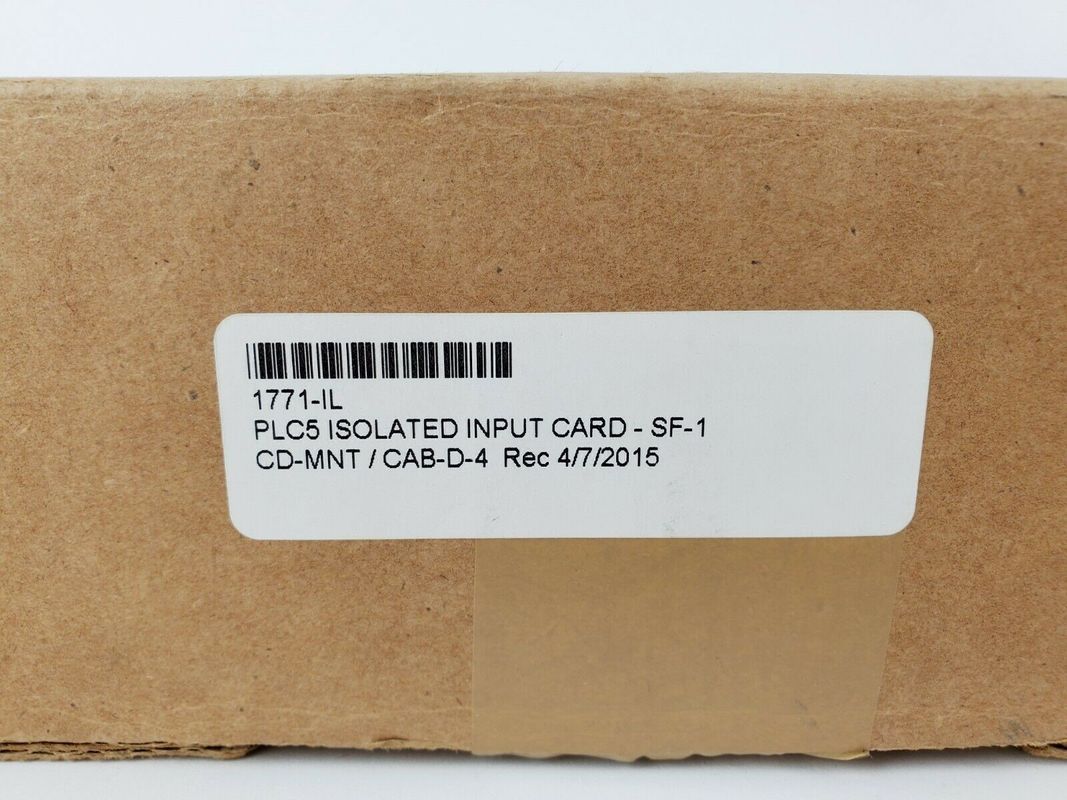 1771-IL
PLC5 ISOLATED INPUT CARD - SF-1
CD-MNT / CAB-D-4 Rec 4/7/2015